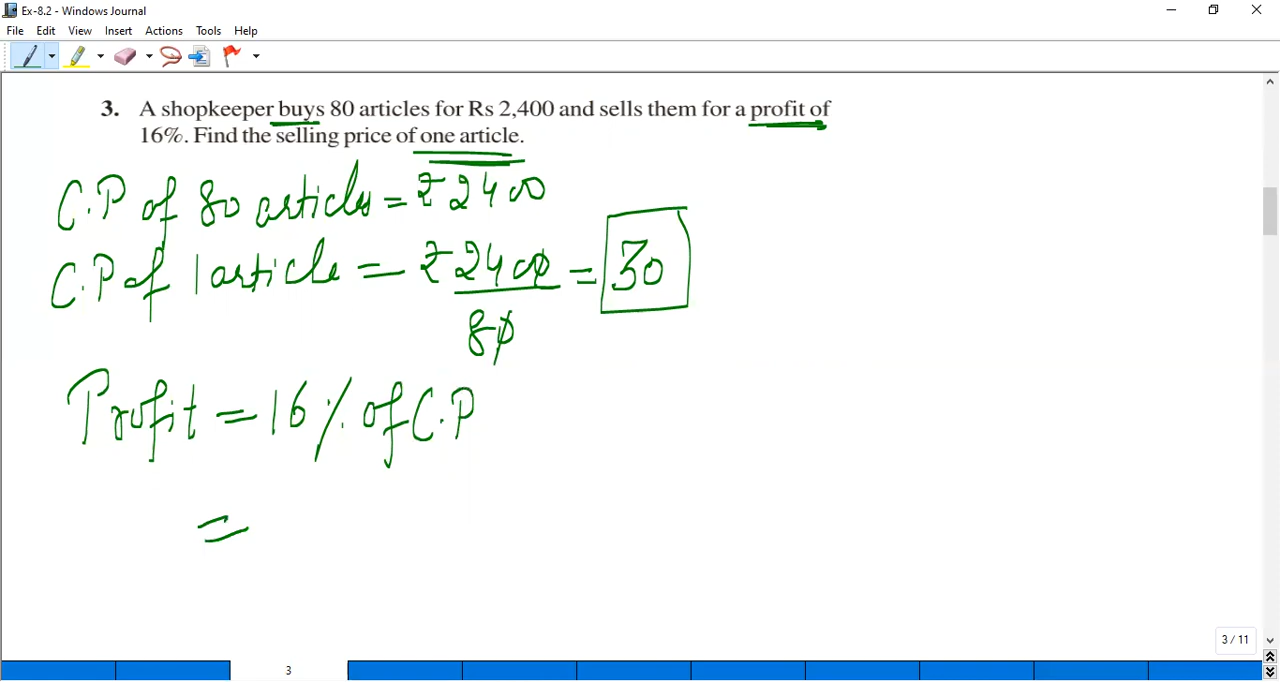 Ex-8.2 - Windows Journal
File Edit View Insert Actions Tools Help
3. A shopkeeper buys 80 articles for Rs 2,400 and sells them for a profit of
16%. Find the selling price of one article.
C.P of 80 articles = ₹ 2400
C.P of 1 article = ₹ 2400 = 30
80
Profit = 16% of C.P
=
3 / 11
3